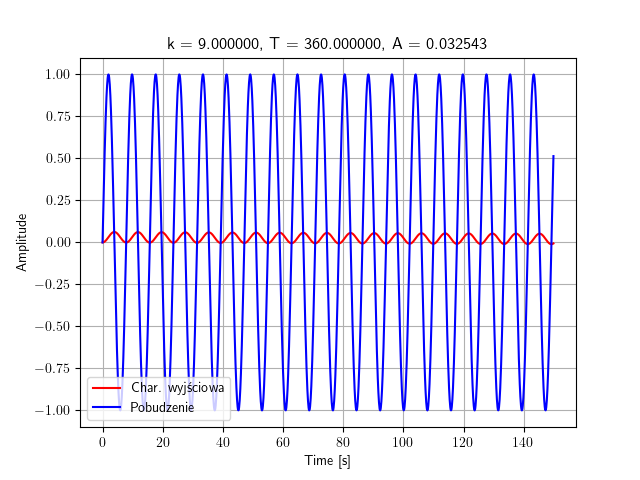 k = 9.000000, T = 360.000000, A = 0.032543
1.00
0.75
0.50
0.25
0.00
−0.25
−0.50
−0.75
−1.00
Amplitude
Char. wyjściowa
Pobudzenie
0 20 40 60 80 100 120 140
Time [s]